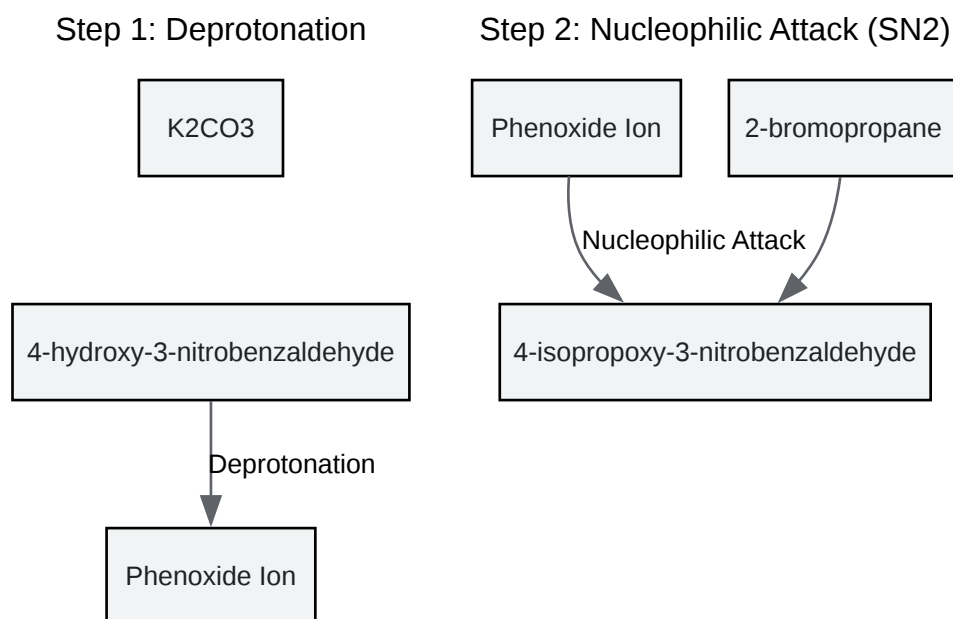 Step 1: Deprotonation
K2CO3
4-hydroxy-3-nitrobenzaldehyde
Deprotonation
Phenoxide Ion
Step 2: Nucleophilic Attack (SN2)
Phenoxide Ion
2-bromopropane
Nucleophilic Attack
4-isopropoxy-3-nitrobenzaldehyde